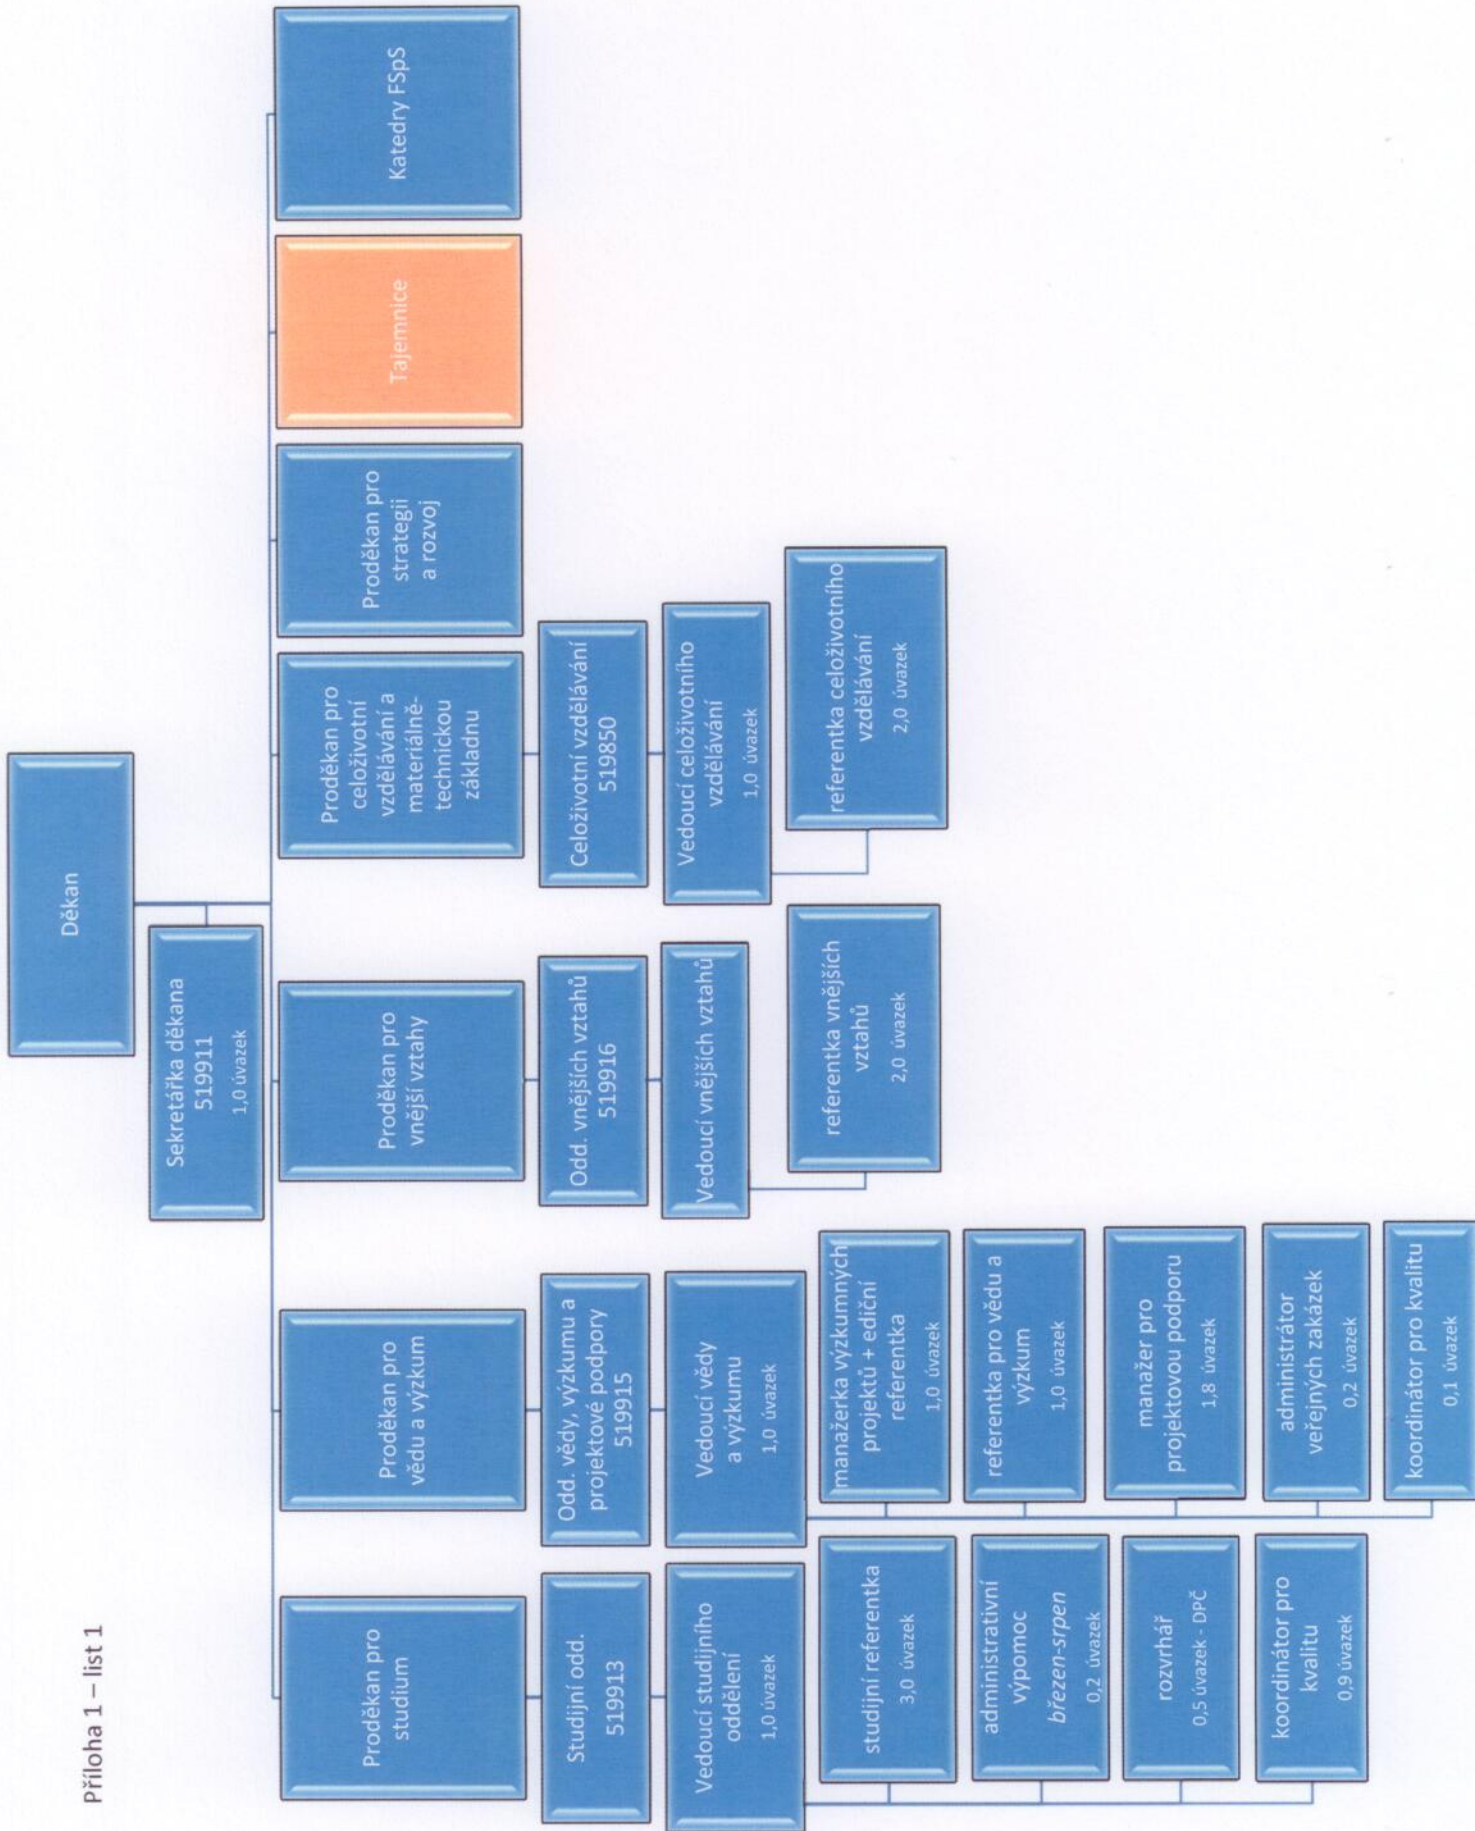 Příloha 1 – list 1
Děkan
Sekretářka děkana
519911
1,0 úvazek
Proděkan pro
studium
Studijní odd.
519913
Vedoucí studijního
oddělení
1,0 úvazek
studijní referentka
3,0 úvazek
administrativní
výpomoc
březen-srpen
0,2 úvazek
rozvrhář
0,5 úvazek - DPČ
koordinátor pro
kvalitu
0,9 úvazek
Proděkan pro
vědu a výzkum
Odd. vědy, výzkumu a
projektové podpory
519915
Vedoucí vědy
a výzkumu
1,0 úvazek
manažerka výzkumných
projektů + ediční
referentka
1,0 úvazek
referentka pro vědu a
výzkum
1,0 úvazek
manažer pro
projektovou podporu
1,8 úvazek
administrátor
veřejných zakázek
0,2 úvazek
koordinátor pro kvalitu
0,1 úvazek
Proděkan pro
vnější vztahy
Odd. vnějších vztahů
519916
Vedoucí vnějších vztahů
referentka vnějších
vztahů
2,0 úvazek
Proděkan pro
celoživotní
vzdělávání a
materiálně-
technickou
základnu
Celoživotní vzdělávání
519850
Vedoucí celoživotního
vzdělávání
1,0 úvazek
referentka celoživotního
vzdělávání
2,0 úvazek
Proděkan pro
strategii
a rozvoj
Tajemnice
Katedry FSpS